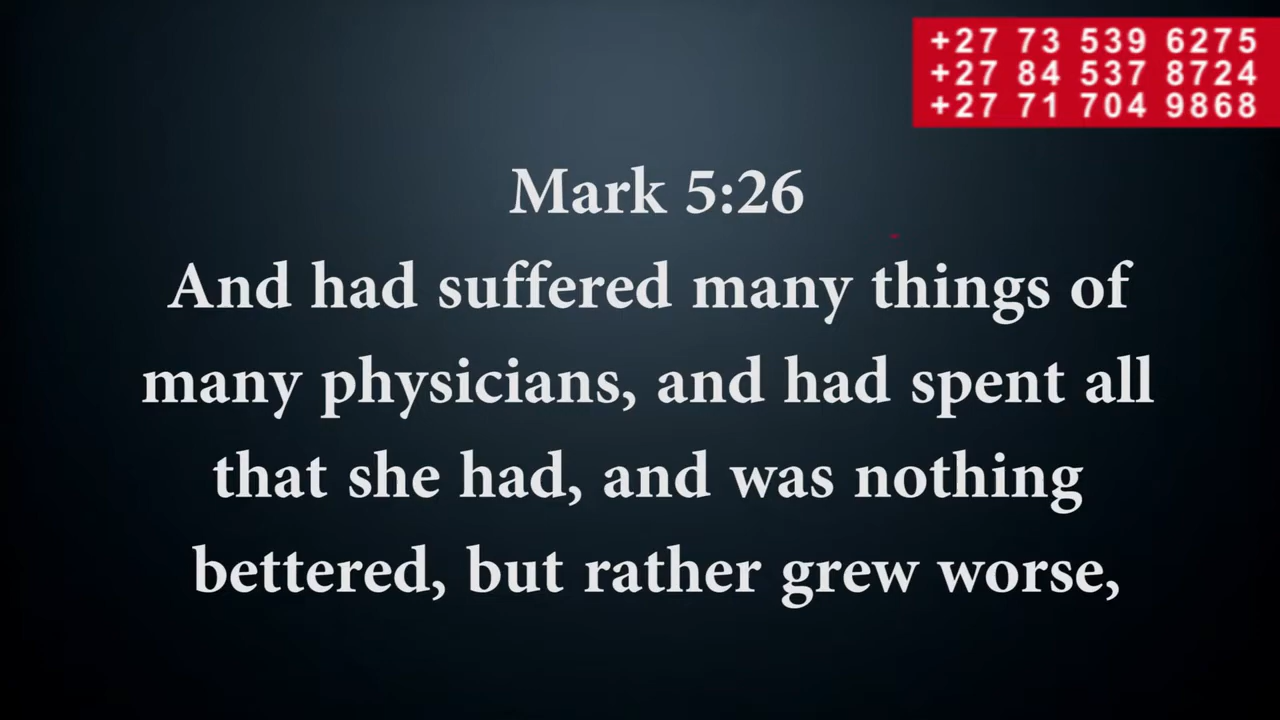 +27 73 539 6275
+27 84 537 8724
+27 71 704 9868
Mark 5:26
And had suffered many things of
many physicians, and had spent all
that she had, and was nothing
bettered, but rather grew worse,